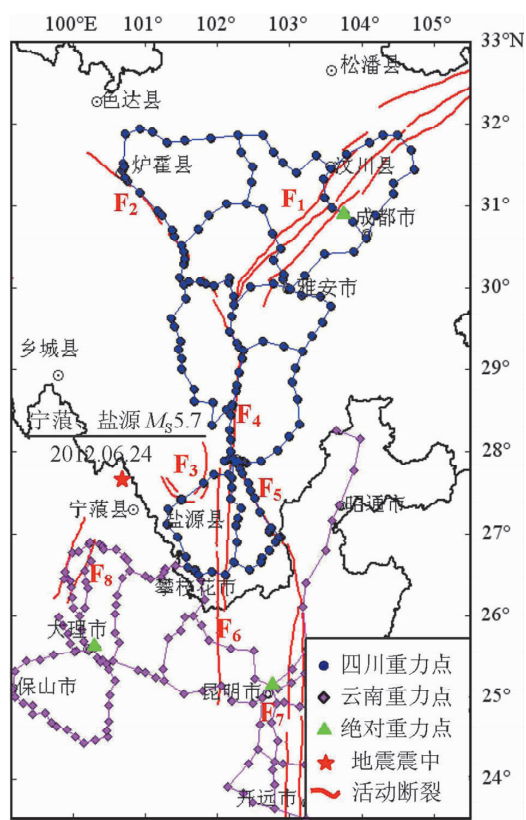 100°E 101° 102° 103° 104° 105°
33°N
松潘县
色达县
32°
炉霍县
汶川县
F1
F2
31°
成都市
30°
雅安市
29°
乡城县
宁蒗、盐源 MS5.7
F4
28°
2012.06.24
F3
F5
宁蒗县
盐源县
昭通市
27°
F8
攀枝花市
26°
大理市
F6
四川重力点
保山市
昆明市
25°
云南重力点
F7
绝对重力点
地震震中
24°
开远市
活动断裂